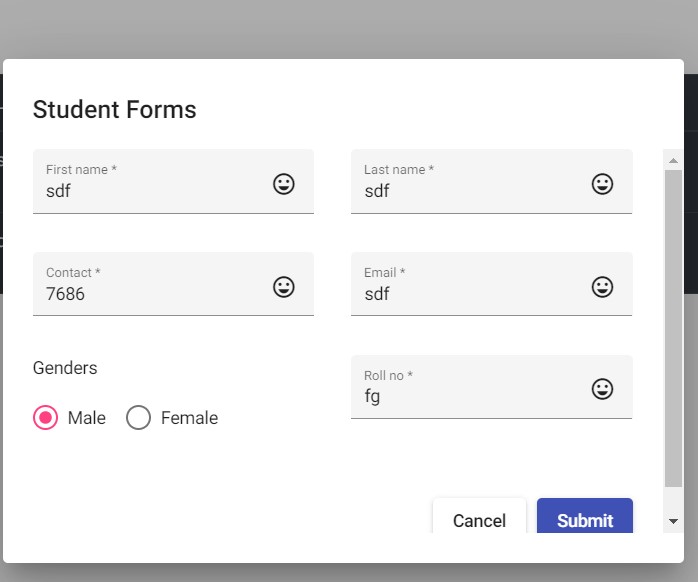 Student Forms
First name *
sdf
Last name *
sdf
Contact *
7686
Email *
sdf
Genders
Male
Female
Roll no *
fg
Cancel
Submit